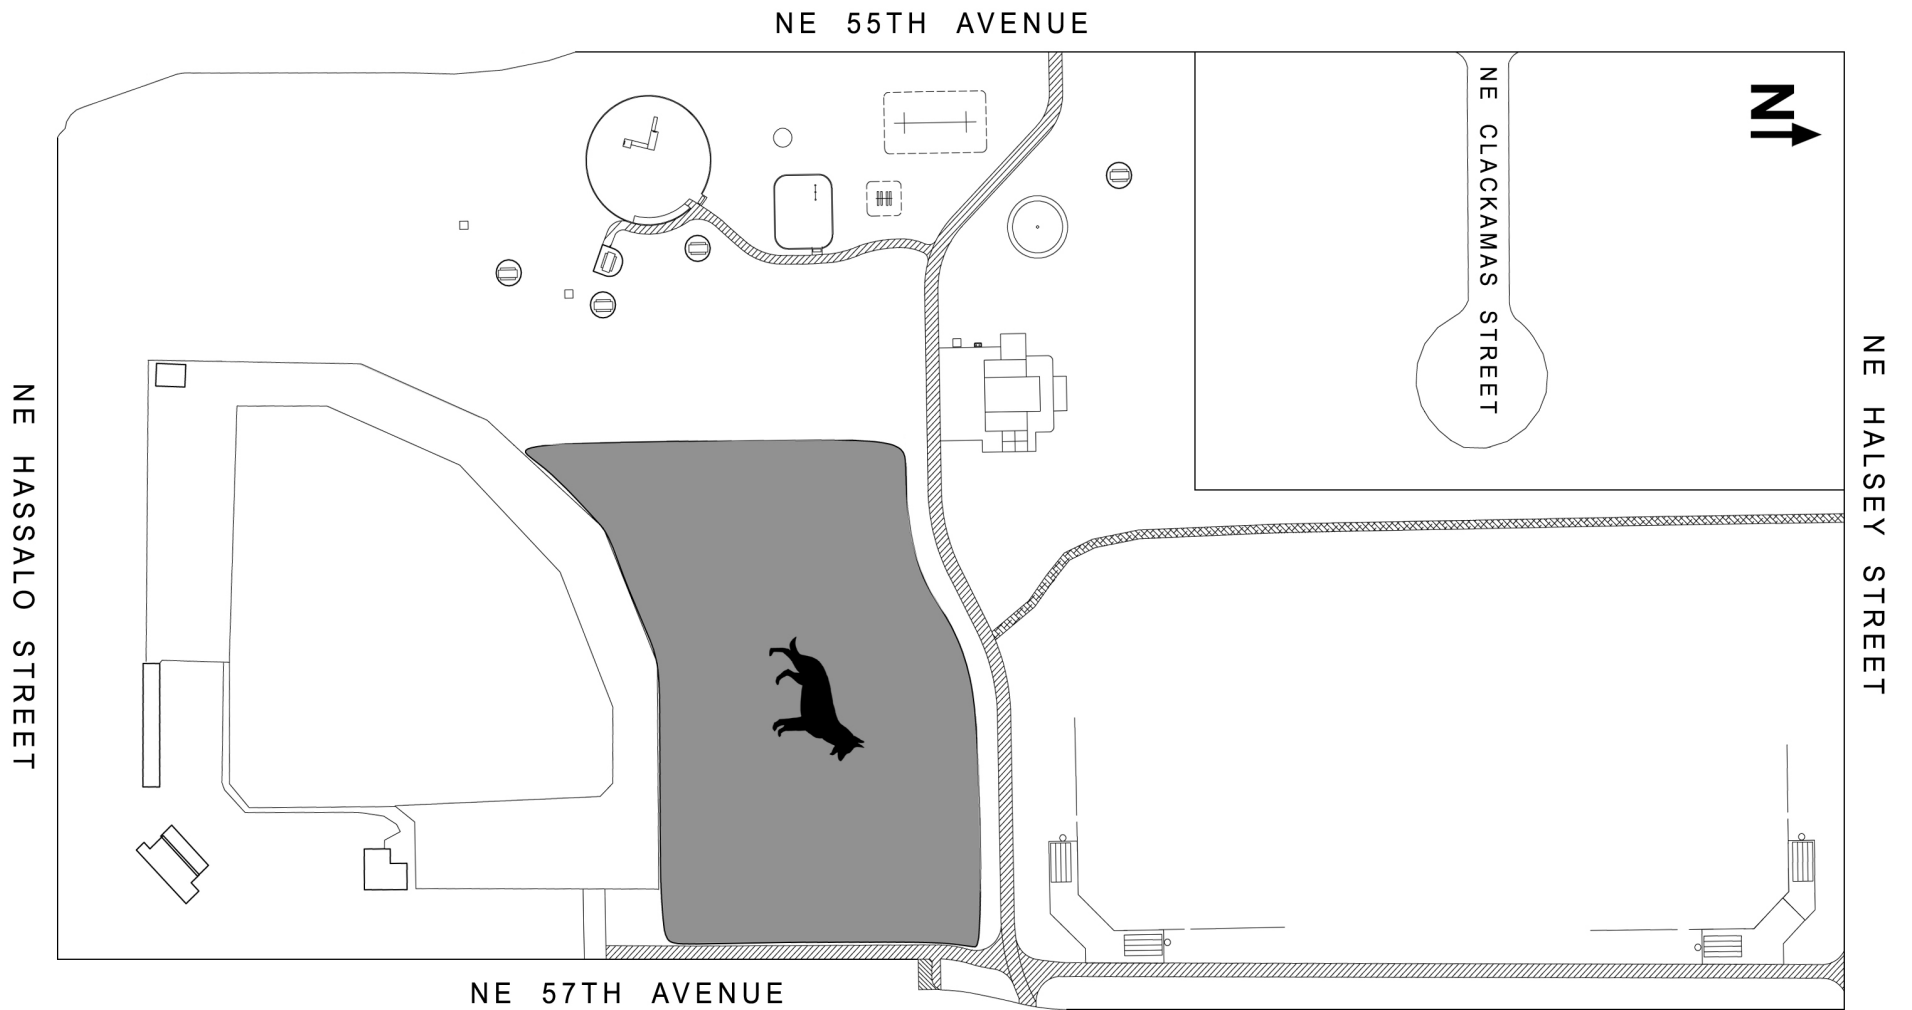 NE 55TH AVENUE
NE CLACKAMAS STREET
N
NE HASSALO STREET
NE HALSEY STREET
NE 57TH AVENUE